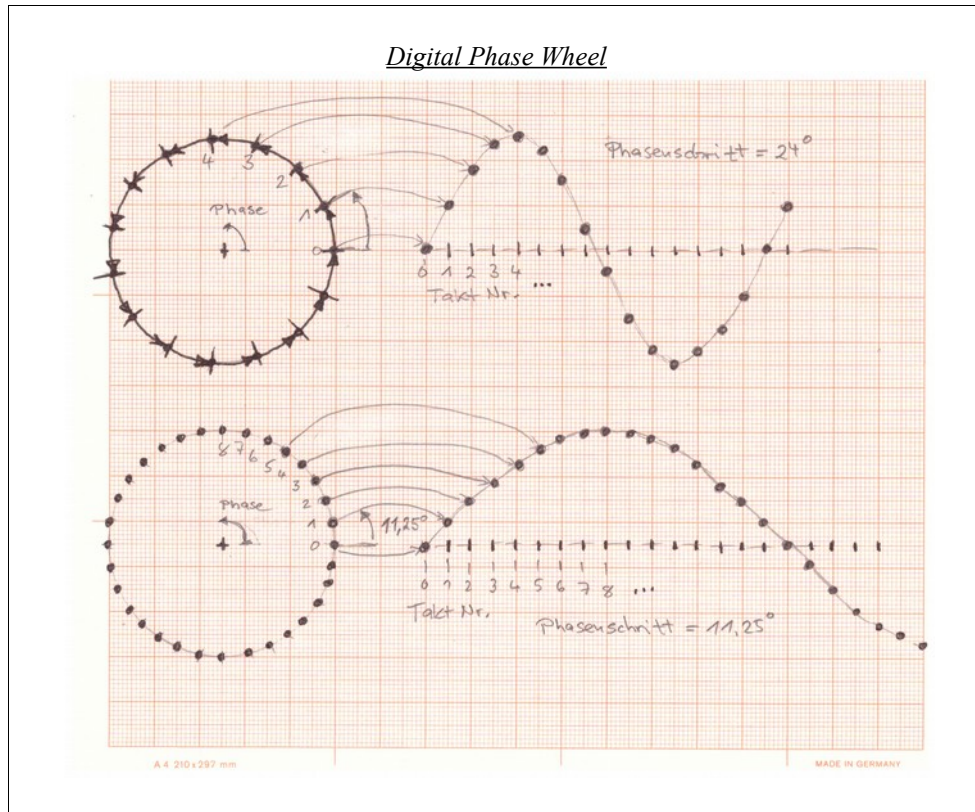 Digital Phase Wheel
Phasenschritt = 24°
4 3
2
Phase
1
0
0 1 2 3 4 ...
Takt Nr.
8 7 6 5 4
3
2
Phase
1
11,25°
0
0 1 2 3 4 5 6 7 8 ...
Takt Nr.
Phasenschritt = 11,25°
A 4 210 x 297 mm
MADE IN GERMANY